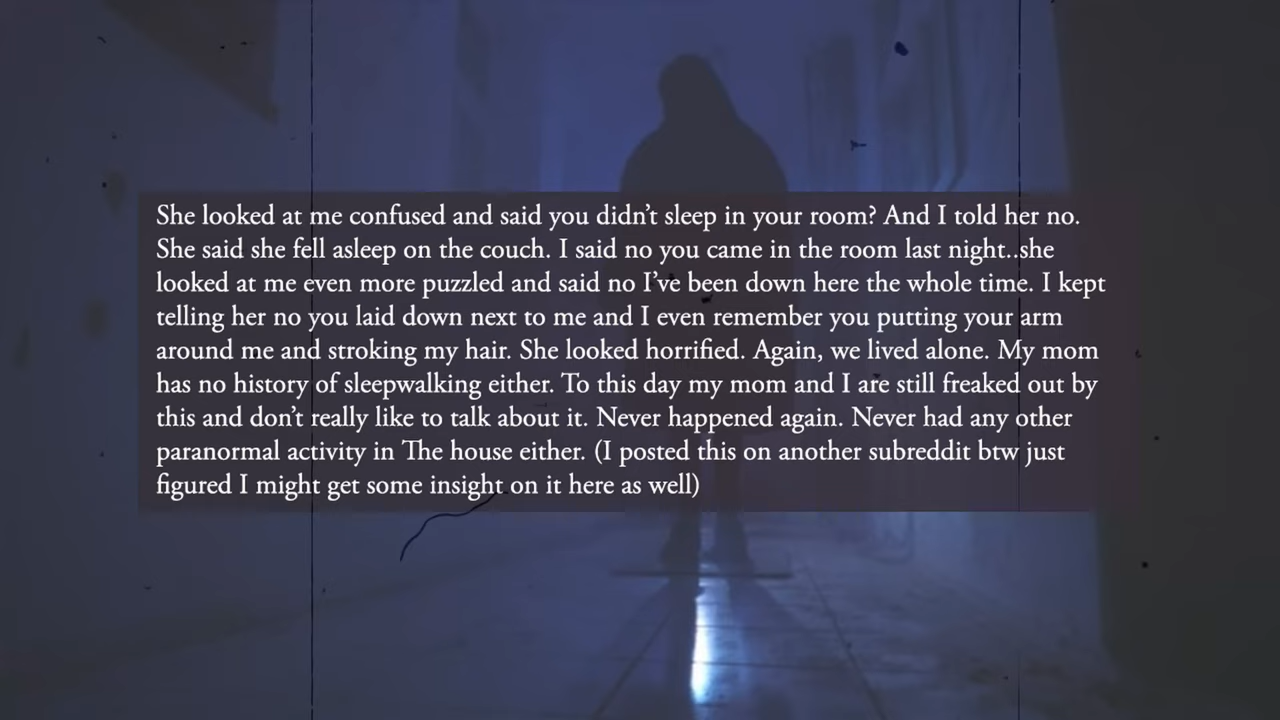 She looked at me confused and said you didn’t sleep in your room? And I told her no.
She said she fell asleep on the couch. I said no you came in the room last night..she
looked at me even more puzzled and said no I’ve been down here the whole time. I kept
telling her no you laid down next to me and I even remember you putting your arm
around me and stroking my hair. She looked horrified. Again, we lived alone. My mom
has no history of sleepwalking either. To this day my mom and I are still freaked out by
this and don’t really like to talk about it. Never happened again. Never had any other
paranormal activity in The house either. (I posted this on another subreddit btw just
figured I might get some insight on it here as well)